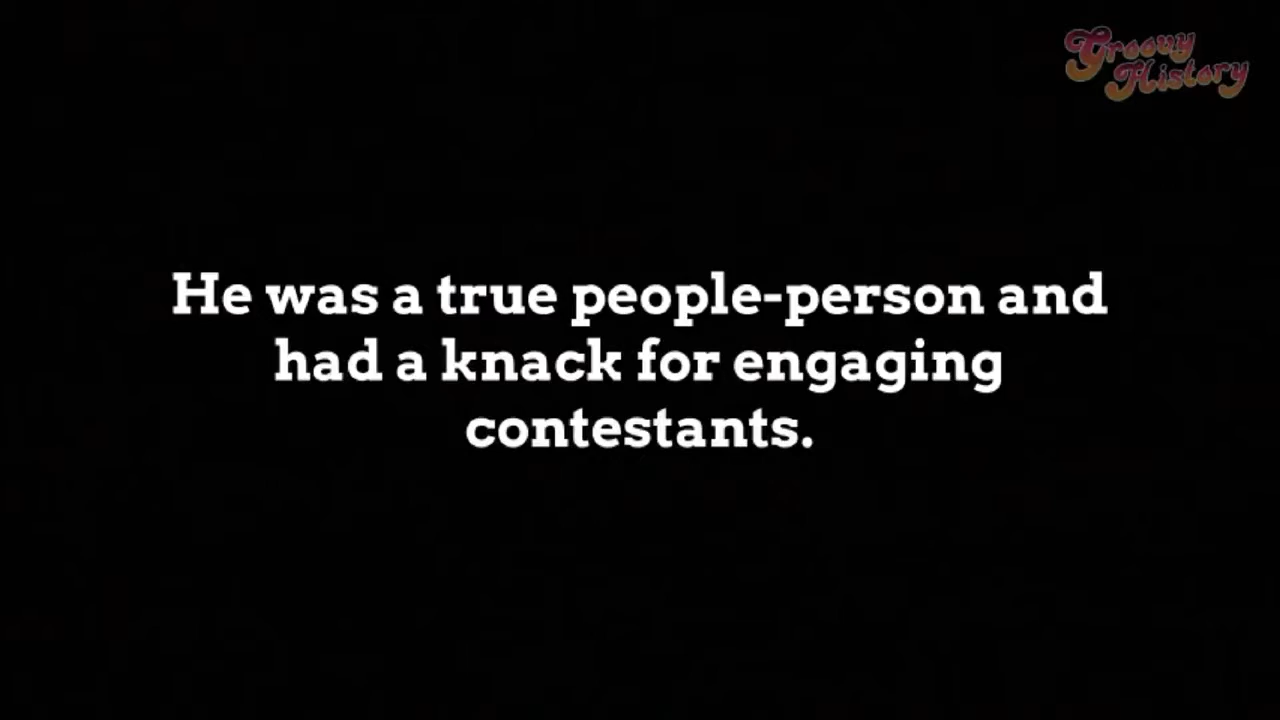 Groovy
History
He was a true people-person and
had a knack for engaging
contestants.